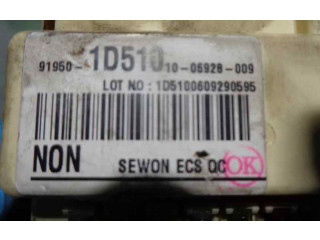 91950-1D510 10-06928-009
LOT NO : 1D5100609290595
NON SEWON ECS QC OK